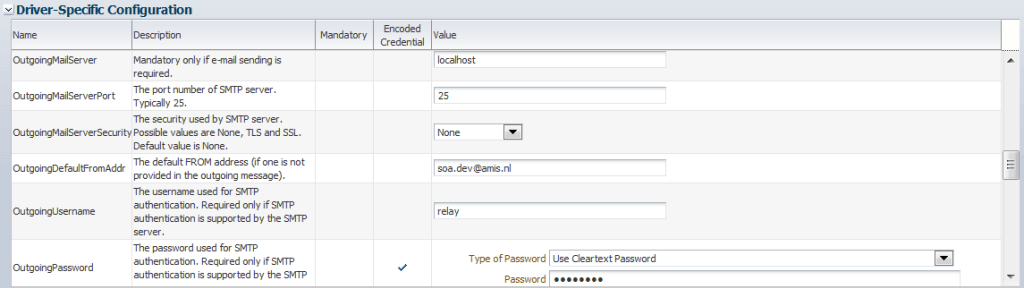 Driver-Specific Configuration
Name Description Mandatory Encoded Credential Value
OutgoingMailServer Mandatory only if e-mail sending is required. localhost
OutgoingMailServerPort The port number of SMTP server. Typically 25. 25
OutgoingMailServerSecurity The security used by SMTP server. Possible values are None, TLS and SSL. Default value is None. None
OutgoingDefaultFromAddr The default FROM address (if one is not provided in the outgoing message). soa.dev@amis.nl
OutgoingUsername The username used for SMTP authentication. Required only if SMTP authentication is supported by the SMTP server. relay
OutgoingPassword The password used for SMTP authentication. Required only if SMTP authentication is supported by the SMTP
Type of Password Use Cleartext Password
Password ••••••••